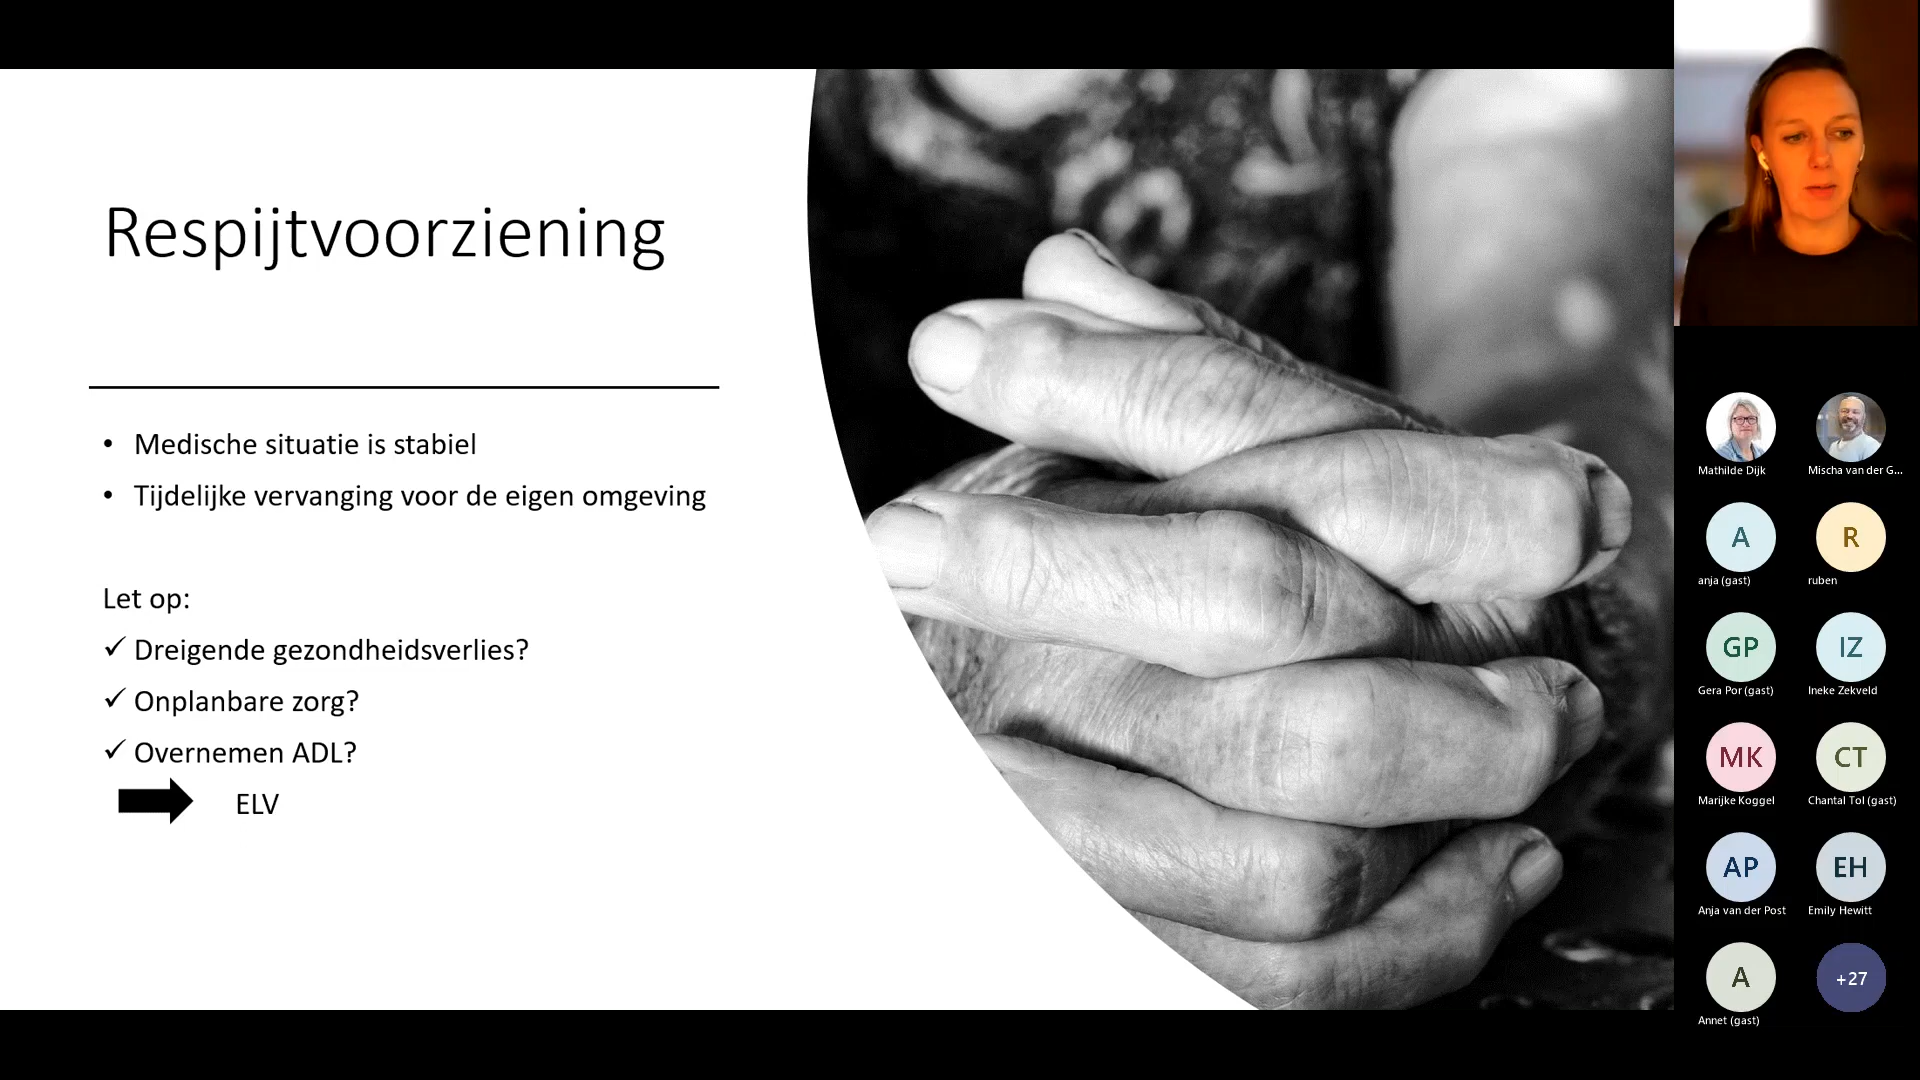 Respijtvoorziening
• Medische situatie is stabiel
• Tijdelijke vervanging voor de eigen omgeving
Let op:
✓ Dreigende gezondheidsverlies?
✓ Onplanbare zorg?
✓ Overnemen ADL?
ELV
Mathilde Dijk
Mischa van der G...
A
R
anja (gast)
ruben
GP
IZ
Gera Por (gast)
Ineke Zekveld
MK
CT
Marijke Koggel
Chantal Tol (gast)
AP
EH
Anja van der Post
Emily Hewitt
A
+27
Annet (gast)